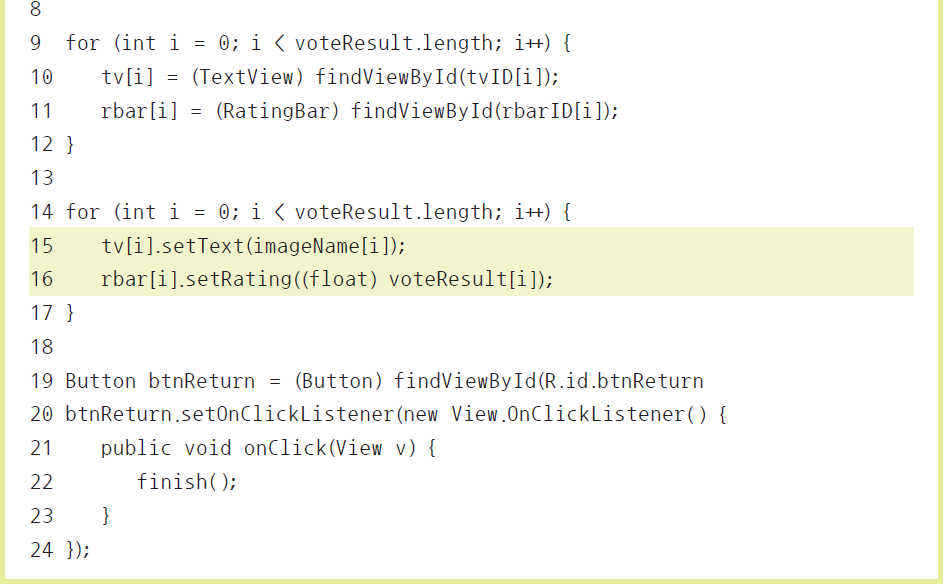 8
9 for (int i = 0; i < voteResult.length; i++) {
10 tv[i] = (TextView) findViewById(tvID[i]);
11 rbar[i] = (RatingBar) findViewById(rbarID[i]);
12 }
13
14 for (int i = 0; i < voteResult.length; i++) {
15 tv[i].setText(imageName[i]);
16 rbar[i].setRating((float) voteResult[i]);
17 }
18
19 Button btnReturn = (Button) findViewById(R.id.btnReturn
20 btnReturn.setOnClickListener(new View.OnClickListener() {
21 public void onClick(View v) {
22 finish();
23 }
24 });